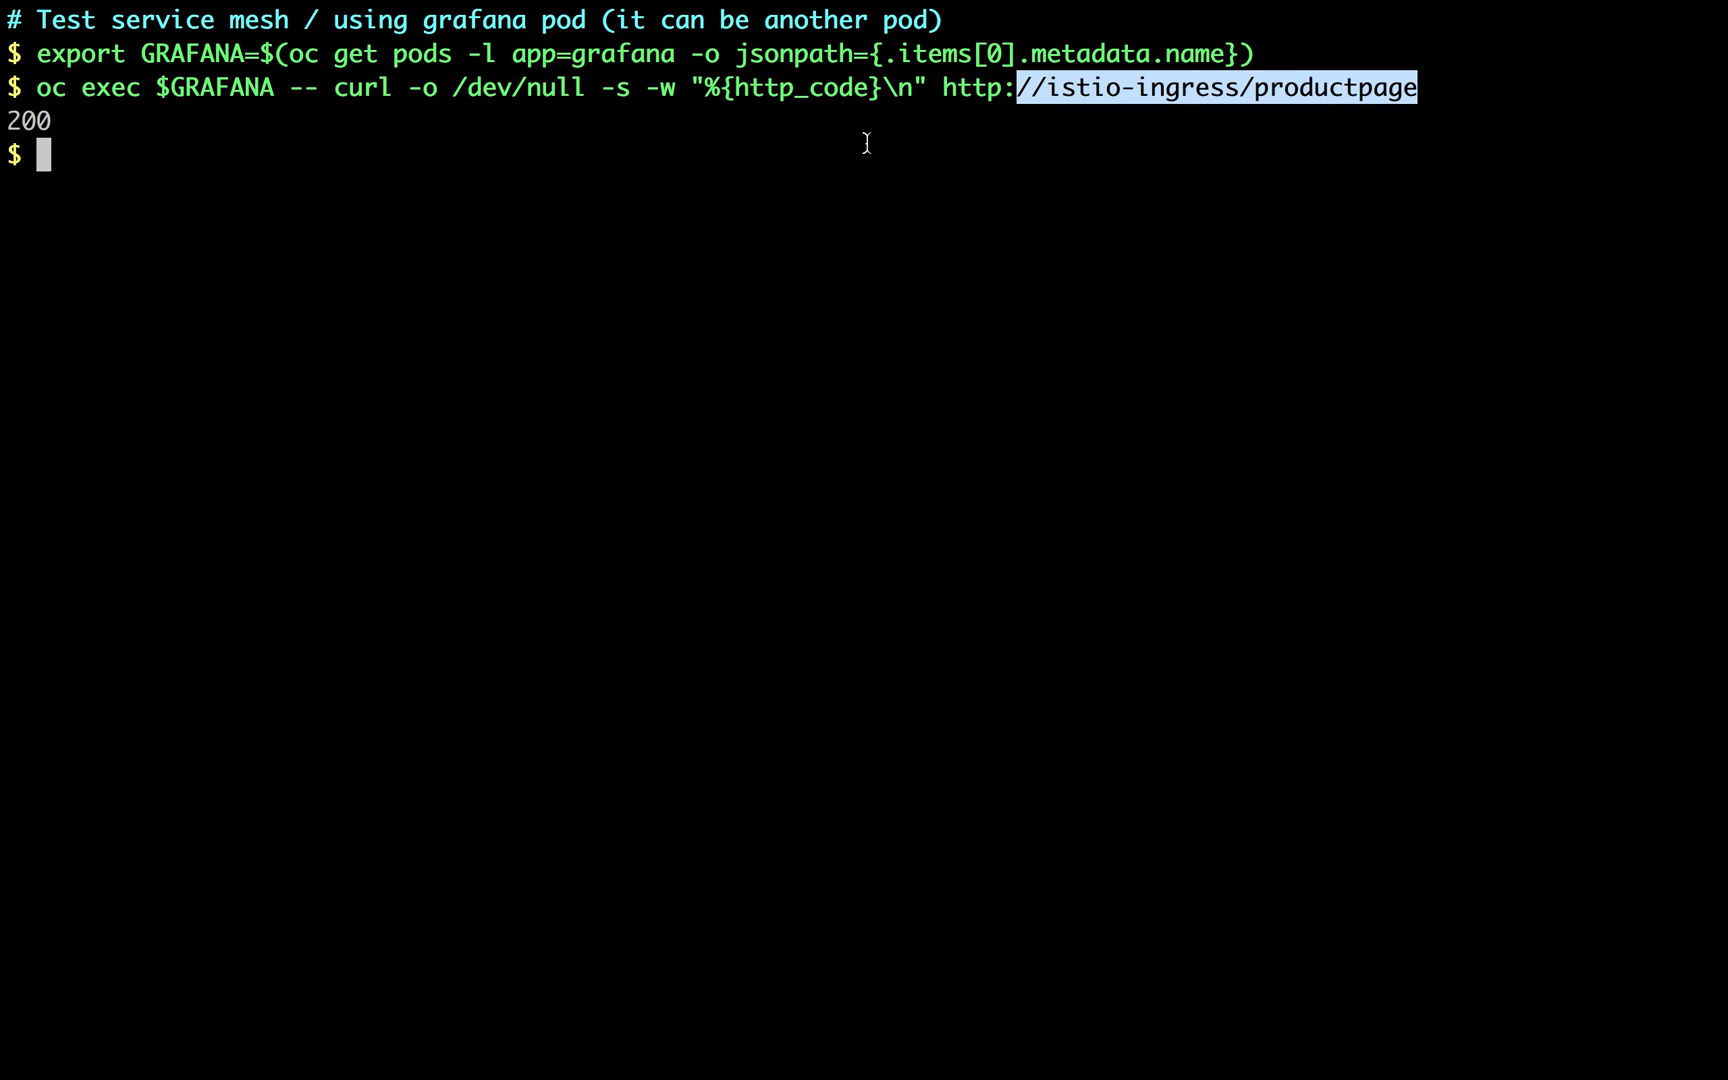 # Test service mesh / using grafana pod (it can be another pod)
$ export GRAFANA=$(oc get pods -l app=grafana -o jsonpath={.items[0].metadata.name})
$ oc exec $GRAFANA -- curl -o /dev/null -s -w "%{http_code}\n" http://istio-ingress/productpage
200
$